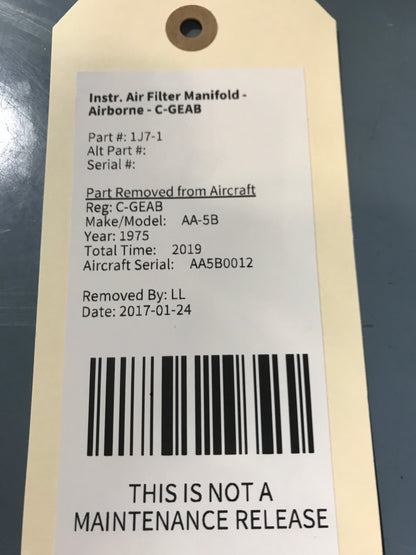 Instr. Air Filter Manifold -
Airborne - C-GEAB
Part #: 1J7-1
Alt Part #:
Serial #:
Part Removed from Aircraft
Reg: C-GEAB
Make/Model: AA-5B
Year: 1975
Total Time: 2019
Aircraft Serial: AA5B0012
Removed By: LL
Date: 2017-01-24
THIS IS NOT A
MAINTENANCE RELEASE